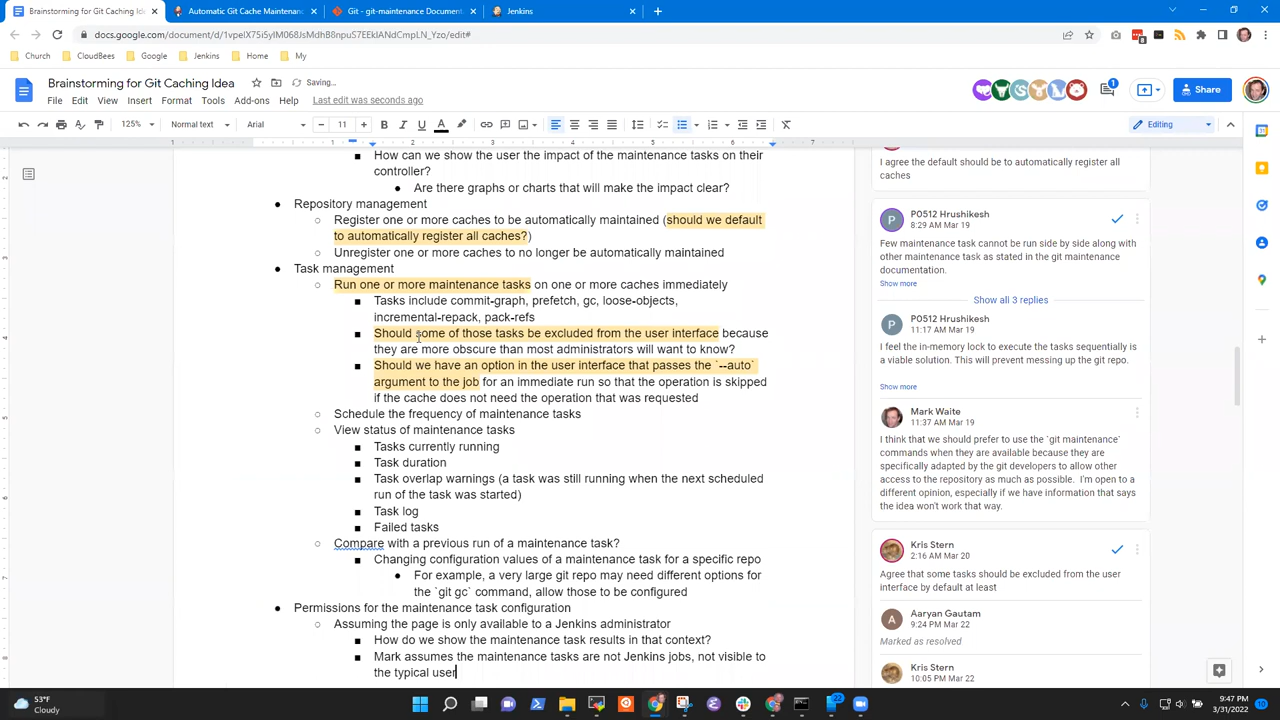 Brainstorming for Git Caching Ide
Automatic Git Cache Maintenanc
Git - git-maintenance Document
Jenkins
docs.google.com/document/d/1vpelX75i5yIM068JsMdhB8npuS7EEkIANdCmpLN_Yzo/edit#
Church
CloudBees
Google
Jenkins
Home
My
Brainstorming for Git Caching Idea
Saving...
File Edit View Insert Format Tools Add-ons Help
Last edit was seconds ago
1
Share
125%
Normal text
Arial
11
Editing
How can we show the user the impact of the maintenance tasks on their
controller?
Are there graphs or charts that will make the impact clear?
Repository management
Register one or more caches to be automatically maintained (should we default
to automatically register all caches?)
Unregister one or more caches to no longer be automatically maintained
Task management
Run one or more maintenance tasks on one or more caches immediately
Tasks include commit-graph, prefetch, gc, loose-objects,
incremental-repack, pack-refs
Should some of those tasks be excluded from the user interface because
they are more obscure than most administrators will want to know?
Should we have an option in the user interface that passes the `--auto`
argument to the job for an immediate run so that the operation is skipped
if the cache does not need the operation that was requested
Schedule the frequency of maintenance tasks
View status of maintenance tasks
Tasks currently running
Task duration
Task overlap warnings (a task was still running when the next scheduled
run of the task was started)
Task log
Failed tasks
Compare with a previous run of a maintenance task?
Changing configuration values of a maintenance task for a specific repo
For example, a very large git repo may need different options for
the `git gc` command, allow those to be configured
Permissions for the maintenance task configuration
Assuming the page is only available to a Jenkins administrator
How do we show the maintenance task results in that context?
Mark assumes the maintenance tasks are not Jenkins jobs, not visible to
the typical user
I agree the default should be to automatically register all
caches
P
P0512 Hrushikesh
8:29 AM Mar 19
Few maintenance task cannot be run side by side along with
other maintenance task as stated in the git maintenance
documentation.
Show more
Show all 3 replies
P
P0512 Hrushikesh
11:17 AM Mar 19
I feel the in-memory lock to execute the tasks sequentially is
a viable solution. This will prevent messing up the git repo.
Show more
Mark Waite
11:37 AM Mar 19
I think that we should prefer to use the `git maintenance`
commands when they are available because they are
specifically adapted by the git developers to allow other
access to the repository as much as possible. I'm open to a
different opinion, especially if we have information that says
the idea won't work that way.
Kris Stern
2:16 AM Mar 20
Agree that some tasks should be excluded from the user
interface by default at least
A
Aaryan Gautam
9:24 PM Mar 22
Marked as resolved
Kris Stern
10:05 PM Mar 22
53°F
Cloudy
9:47 PM
3/31/2022